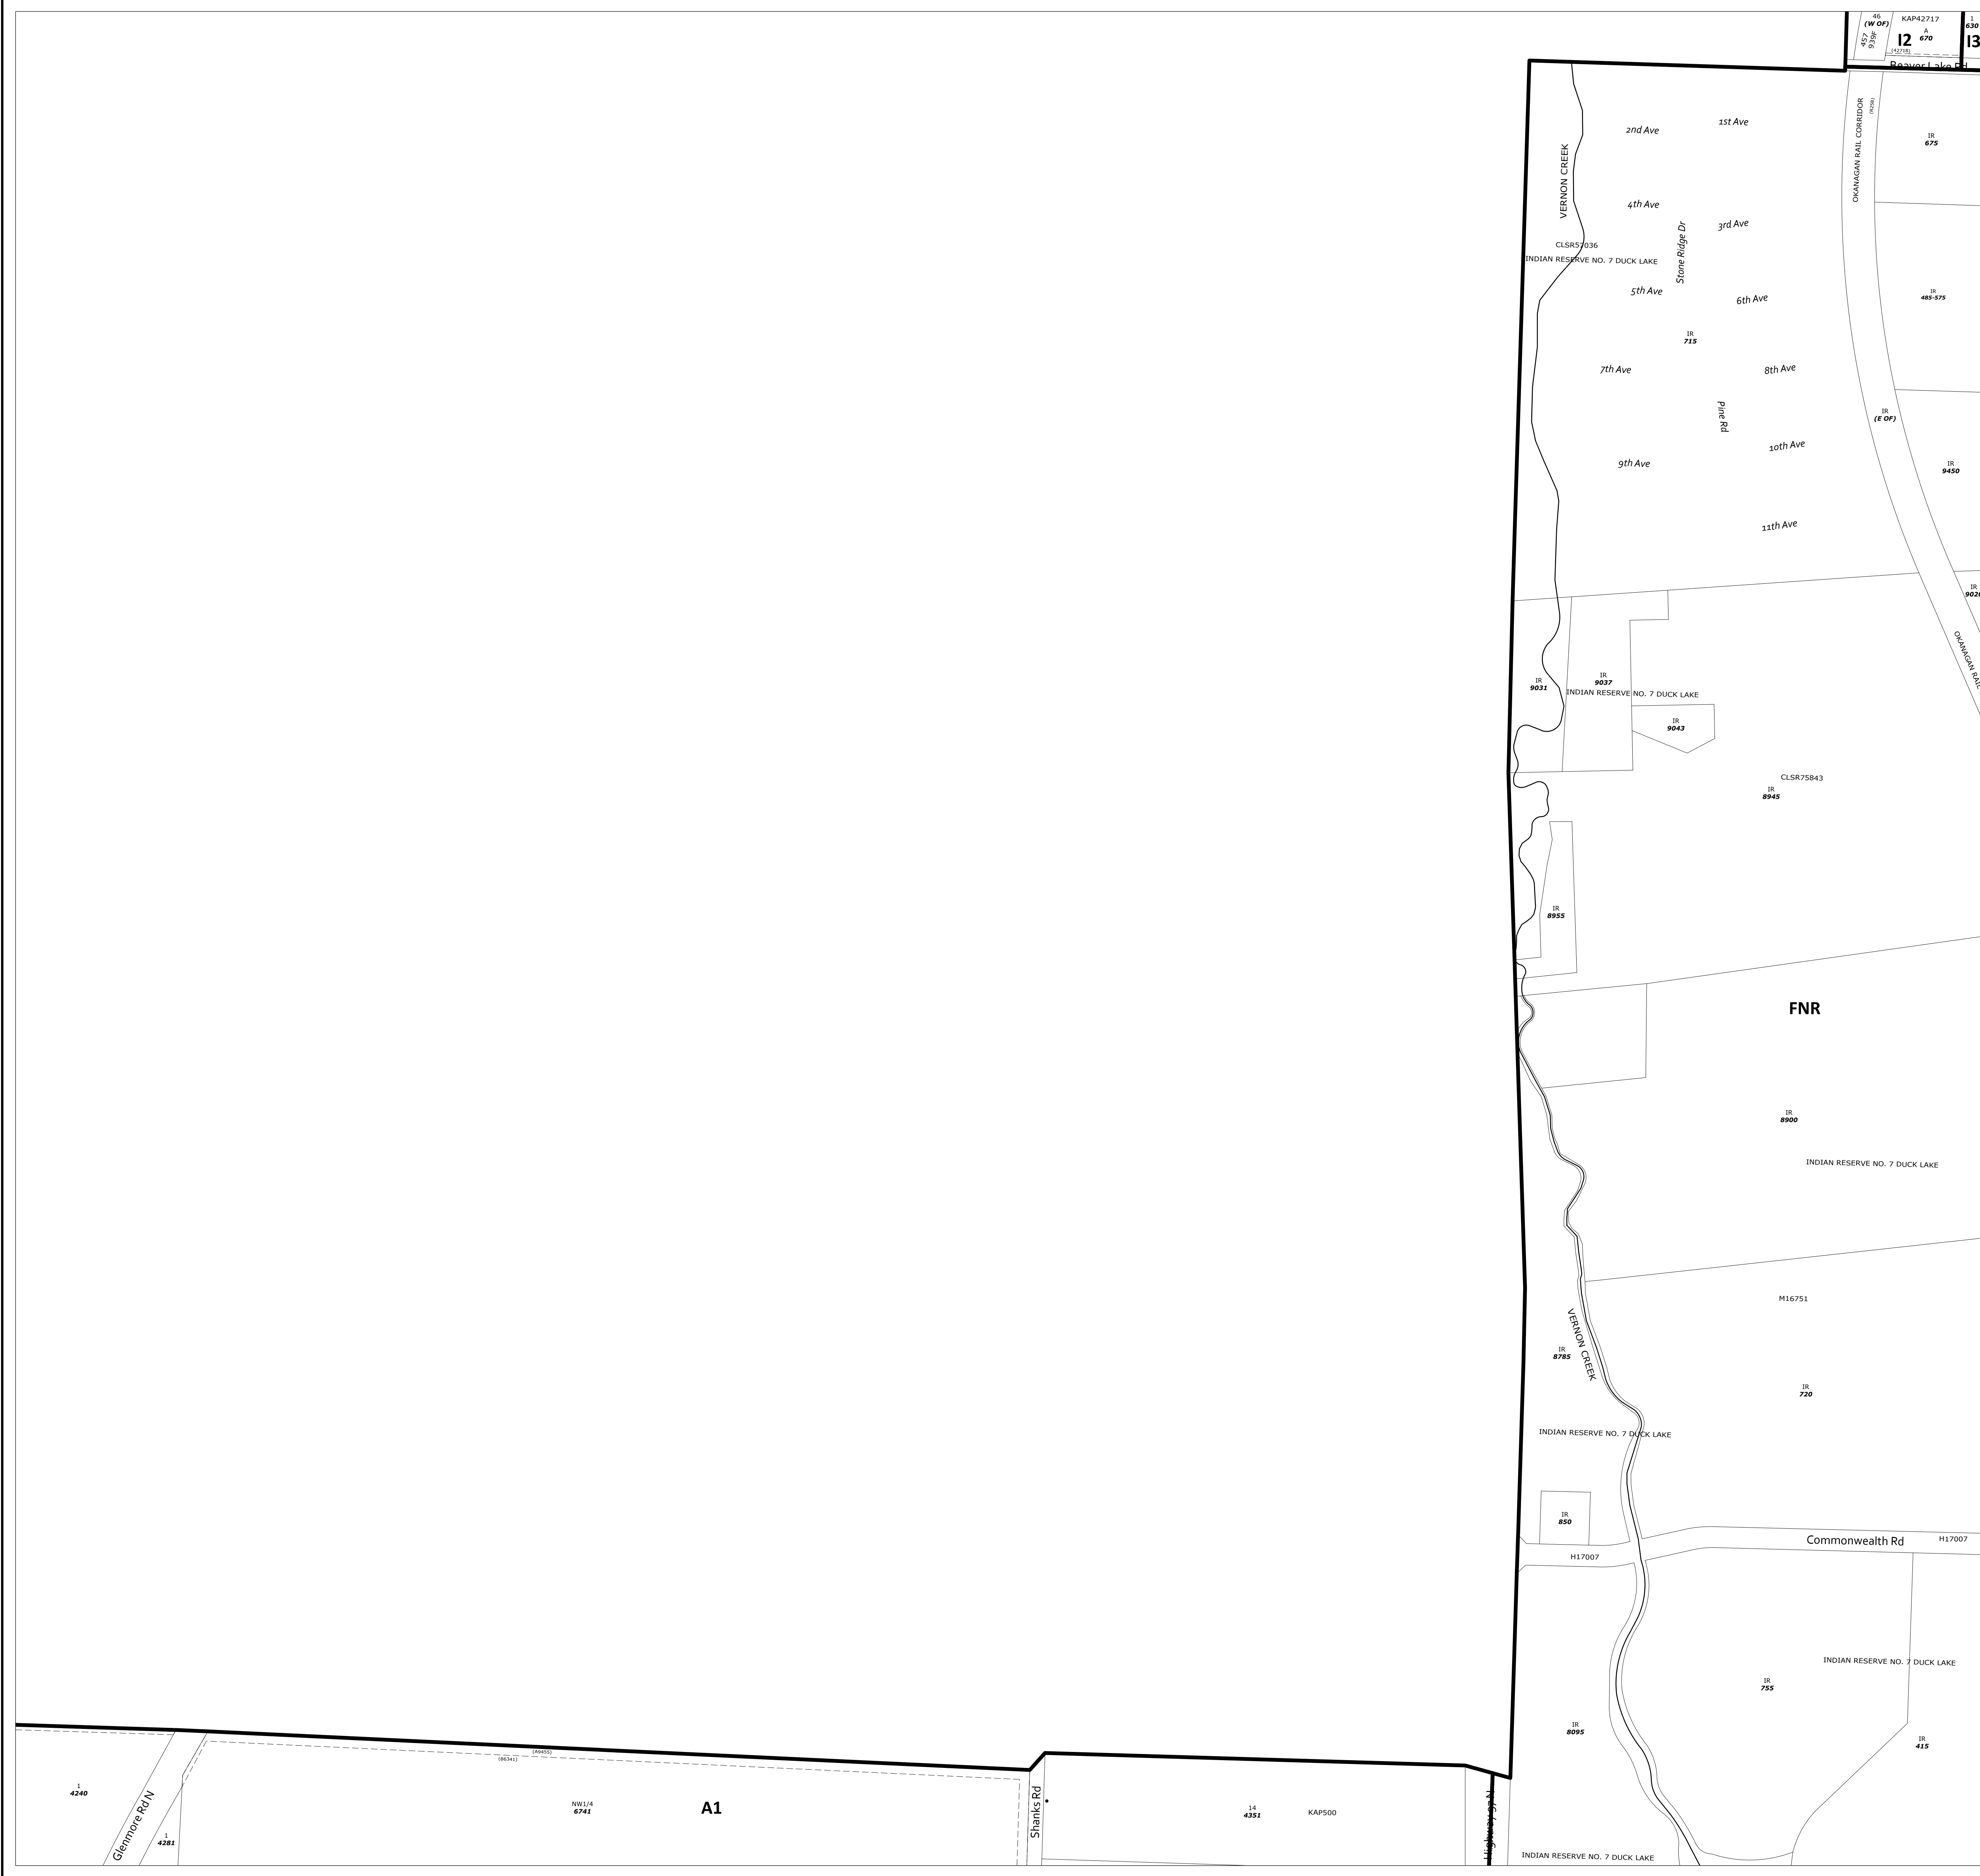 46
(W OF)
KAP42717
1
630
457
939F
I2
A
670
I3
(42718)
Beaver Lake Rd
2nd Ave
1st Ave
OKANAGAN RAIL CORRIDOR
(R25B)
IR
675
VERNON CREEK
4th Ave
3rd Ave
Stone Ridge Dr
CLSR57036
INDIAN RESERVE NO. 7 DUCK LAKE
5th Ave
6th Ave
IR
485-575
IR
715
7th Ave
8th Ave
Pine Rd
IR
(E OF)
10th Ave
9th Ave
IR
9450
11th Ave
IR
OKANAGAN RAIL
IR
9031
IR
9037
INDIAN RESERVE NO. 7 DUCK LAKE
IR
9043
CLSR75843
IR
8945
IR
8955
FNR
IR
8900
INDIAN RESERVE NO. 7 DUCK LAKE
M16751
VERNON CREEK
IR
8785
IR
720
INDIAN RESERVE NO. 7 DUCK LAKE
IR
850
Commonwealth Rd
H17007
H17007
INDIAN RESERVE NO. 7 DUCK LAKE
IR
755
IR
8095
IR
415
(A945S)
(86341)
1
4240
Glenmore Rd N
1
4281
NW1/4
6741
A1
Shanks Rd
14
4351
KAP500
Highway 97 N
INDIAN RESERVE NO. 7 DUCK LAKE